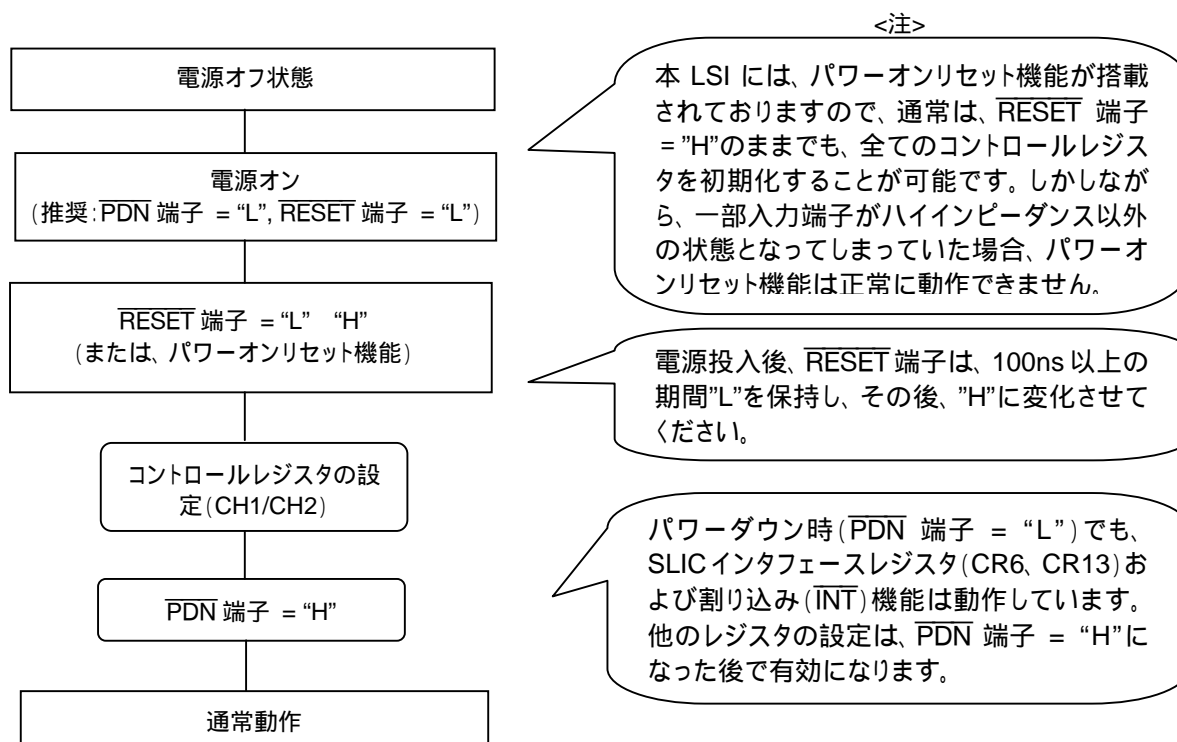 電源オフ状態
電源オン
(推奨:PDN 端子 = “L”, RESET 端子 = “L”)
RESET 端子 = “L” “H”
(または、パワーオンリセット機能)
コントロールレジスタの設
定(CH1/CH2)
PDN 端子 = “H”
通常動作
<注>
本 LSI には、パワーオンリセット機能が搭載
されておりますので、通常は、RESET 端子
= ”H”のままでも、全てのコントロールレジス
タを初期化することが可能です。しかしなが
ら、一部入力端子がハイインピーダンス以外
の状態となってしまっていた場合、パワーオ
ンリセット機能は正常に動作できません。
電源投入後、RESET 端子は、100ns 以上の
期間”L”を保持し、その後、”H”に変化させて
ください。
パワーダウン時(PDN 端子 = “L”)でも、
SLIC インタフェースレジスタ(CR6、CR13)お
よび割り込み(INT)機能は動作しています。
他のレジスタの設定は、PDN 端子 = “H”に
なった後で有効になります。